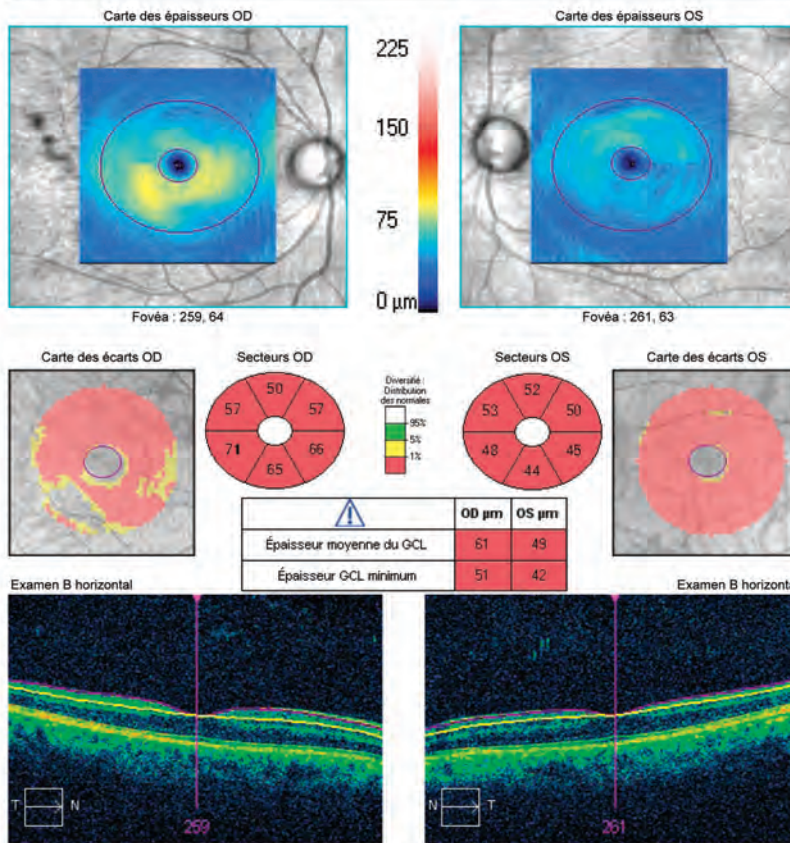 Carte des épaisseurs OD
Carte des épaisseurs OS
225
150
75
0 µm
Fovéa : 259, 64
Fovéa : 261, 63
Carte des écarts OD
Secteurs OD
Secteurs OS
Carte des écarts OS
Diversifié :
Distribution
des normales
95%
5%
1%
50
57
57
71
66
65
52
53
50
48
45
44
OD µm
OS µm
Épaisseur moyenne du GCL
61
49
Épaisseur GCL minimum
51
42
Examen B horizontal
Examen B horizonta
T
N
259
N
T
261